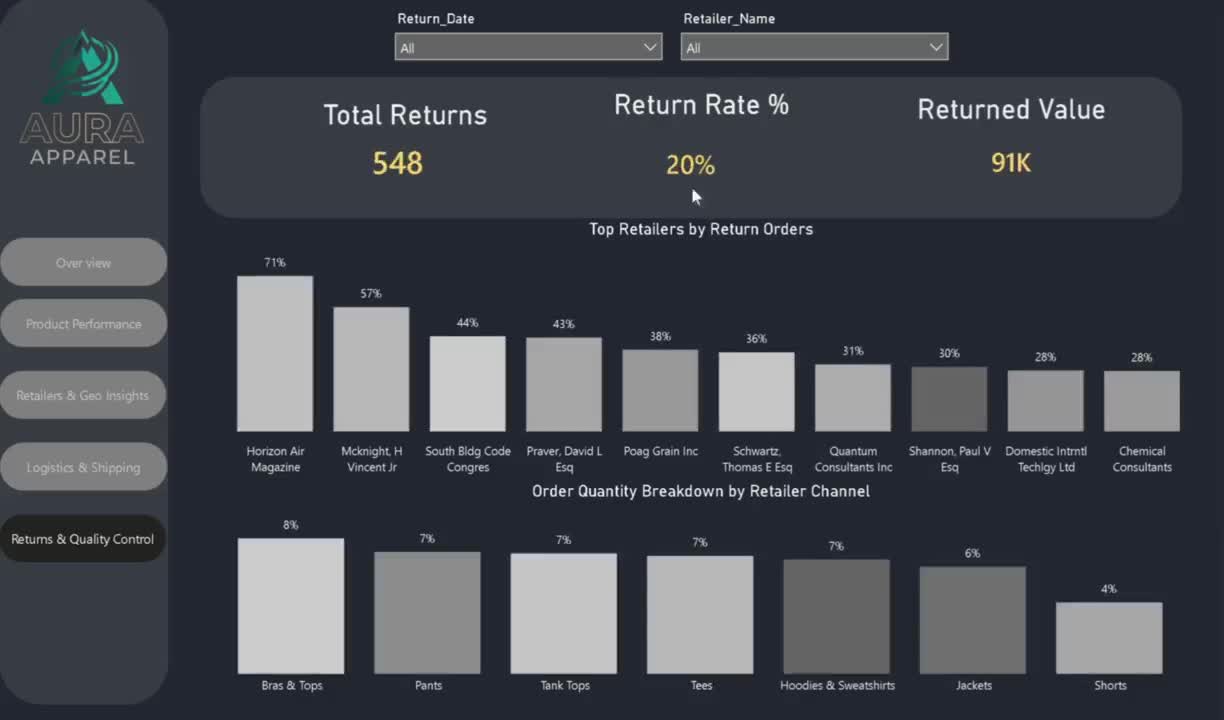 Return_Date
Retailer_Name
All
All
AURA
APPAREL
Total Returns
Return Rate %
Returned Value
548
20%
91K
Over view
Product Performance
Retailers & Geo Insights
Logistics & Shipping
Returns & Quality Control
Top Retailers by Return Orders
71%
57%
44%
43%
38%
36%
31%
30%
28%
28%
Horizon Air
Magazine
Mcknight, H
Vincent Jr
South Bldg Code
Congres
Praver, David L
Esq
Poag Grain Inc
Schwartz,
Thomas E Esq
Quantum
Consultants Inc
Shannon, Paul V
Esq
Domestic Intrntl
Techlgy Ltd
Chemical
Consultants
Order Quantity Breakdown by Retailer Channel
8%
7%
7%
7%
7%
6%
4%
Bras & Tops
Pants
Tank Tops
Tees
Hoodies & Sweatshirts
Jackets
Shorts